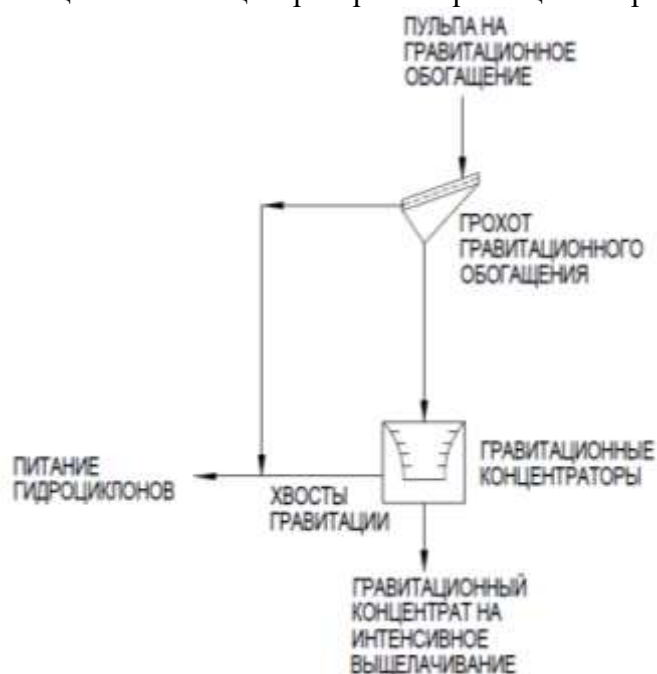 ПУЛЬПА НА
ГРАВИТАЦИОННОЕ
ОБОГАЩЕНИЕ
ГРОХОТ
ГРАВИТАЦИОННОГО
ОБОГАЩЕНИЯ
ГРАВИТАЦИОННЫЕ
КОНЦЕНТРАТОРЫ
ПИТАНИЕ
ГИДРОЦИКЛОНОВ
ХВОСТЫ
ГРАВИТАЦИИ
ГРАВИТАЦИОННЫЙ
КОНЦЕНТРАТ НА
ИНТЕНСИВНОЕ
ВЫЩЕЛАЧИВАНИЕ